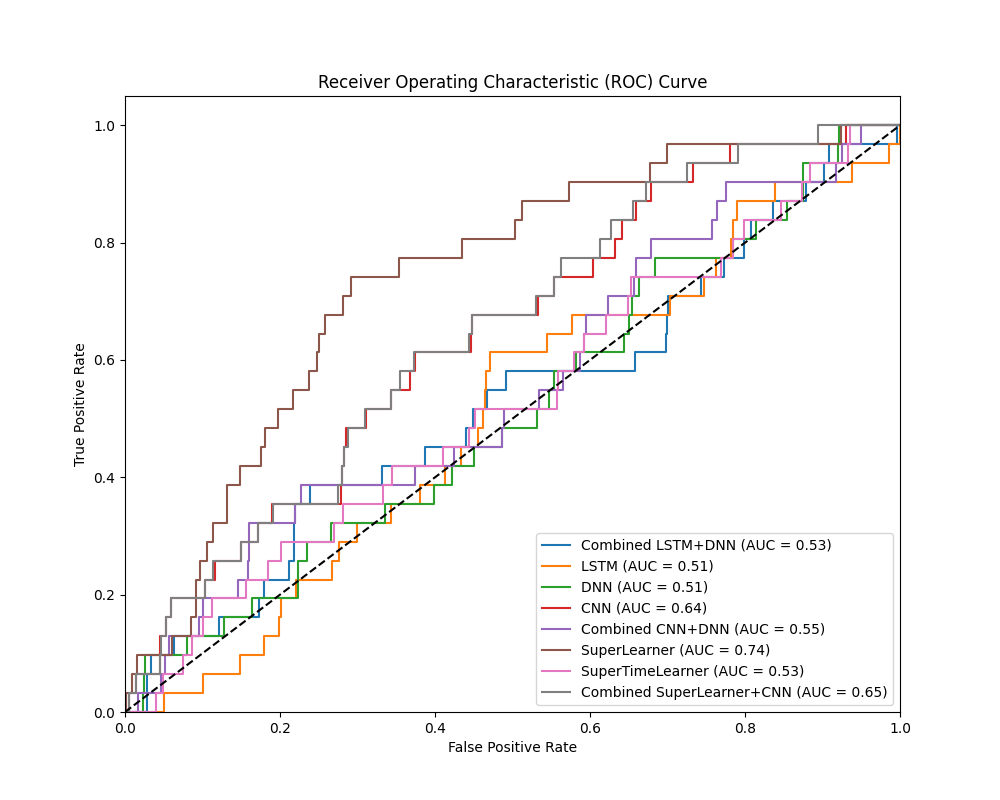 Receiver Operating Characteristic (ROC) Curve
True Positive Rate
1.0
0.8
0.6
0.4
0.2
0.0
Combined LSTM+DNN (AUC = 0.53)
LSTM (AUC = 0.51)
DNN (AUC = 0.51)
CNN (AUC = 0.64)
Combined CNN+DNN (AUC = 0.55)
SuperLearner (AUC = 0.74)
SuperTimeLearner (AUC = 0.53)
Combined SuperLearner+CNN (AUC = 0.65)
0.0 0.2 0.4 0.6 0.8 1.0
False Positive Rate